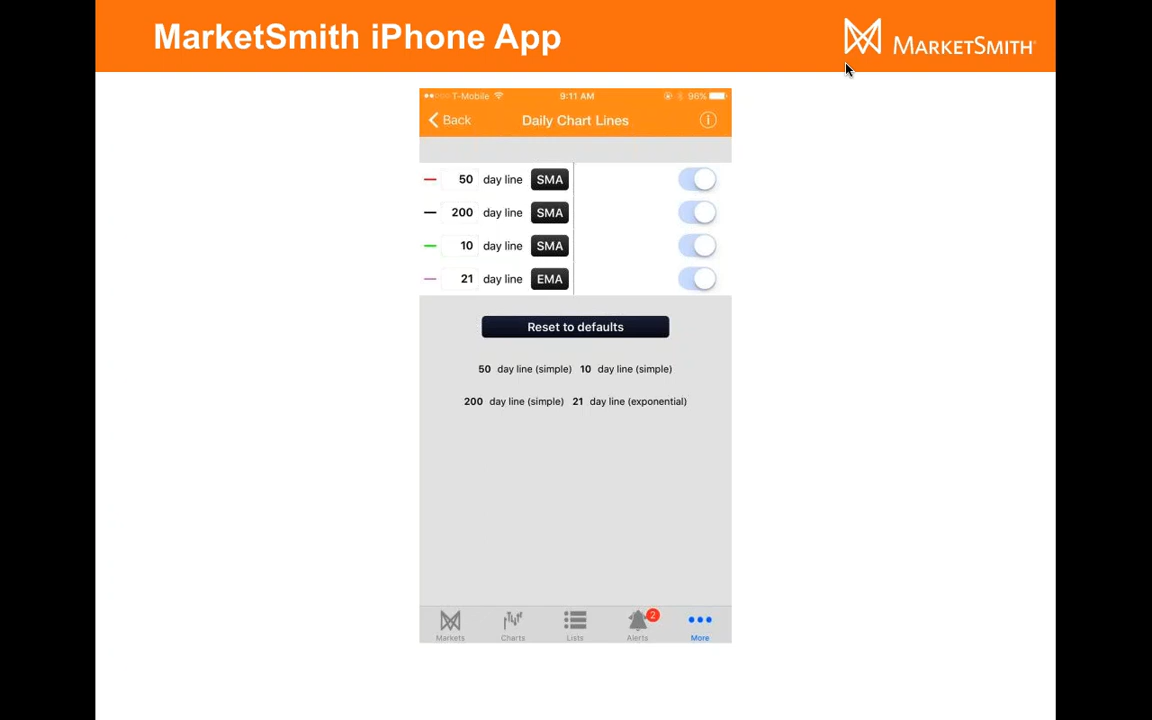 MarketSmith iPhone App
MARKETSMITH
T-Mobile 9:11 AM 96%
Back Daily Chart Lines i
50 day line SMA
200 day line SMA
10 day line SMA
21 day line EMA
Reset to defaults
50 day line (simple) 10 day line (simple)
200 day line (simple) 21 day line (exponential)
2
Markets Charts Lists Alerts More